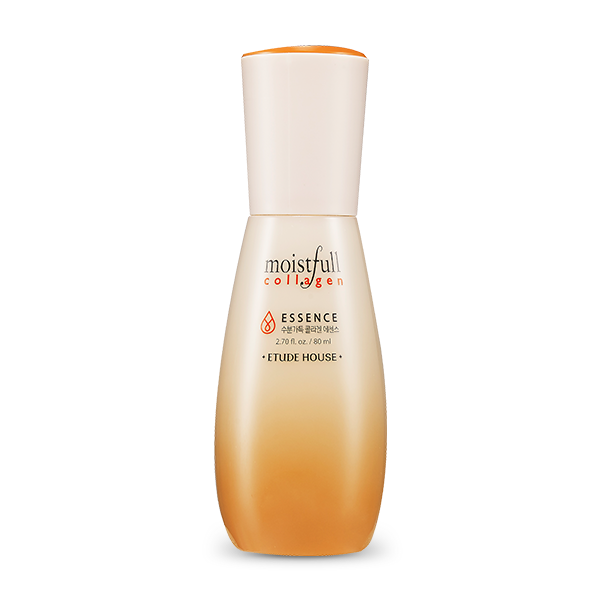 moistfull
collagen
ESSENCE
수분가득 콜라겐 에센스
2.70 fl. oz. / 80 ml
• ETUDE HOUSE •